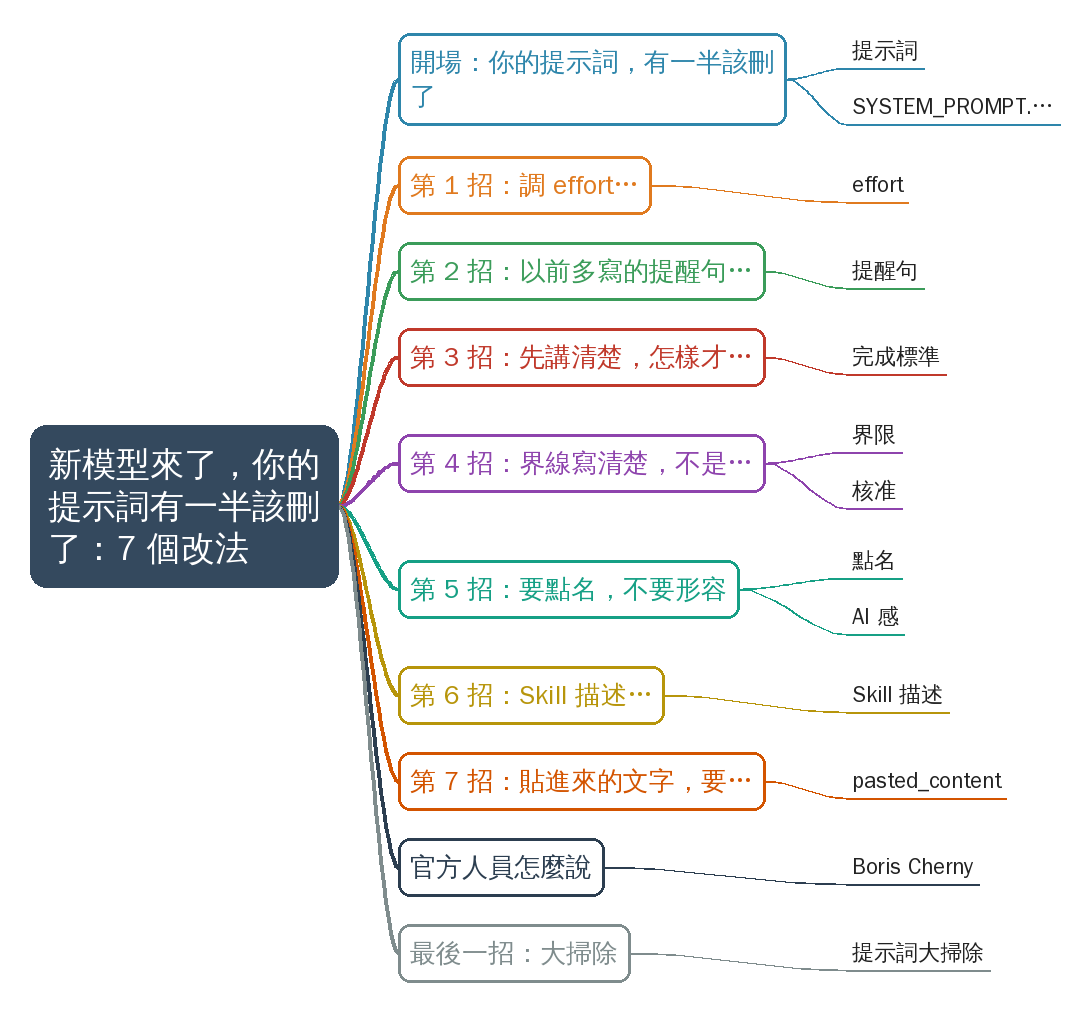 開場：你的提示詞，有一半該刪
了
提示詞
SYSTEM_PROMPT.…
第 1 招：調 effort…
effort
第 2 招：以前多寫的提醒句…
提醒句
第 3 招：先講清楚，怎樣才…
完成標準
新模型來了，你的
提示詞有一半該刪
了：7 個改法
第 4 招：界線寫清楚，不是…
界限
核准
第 5 招：要點名，不要形容
點名
AI 感
第 6 招：Skill 描述…
Skill 描述
第 7 招：貼進來的文字，要…
pasted_content
官方人員怎麼說
Boris Cherny
最後一招：大掃除
提示詞大掃除